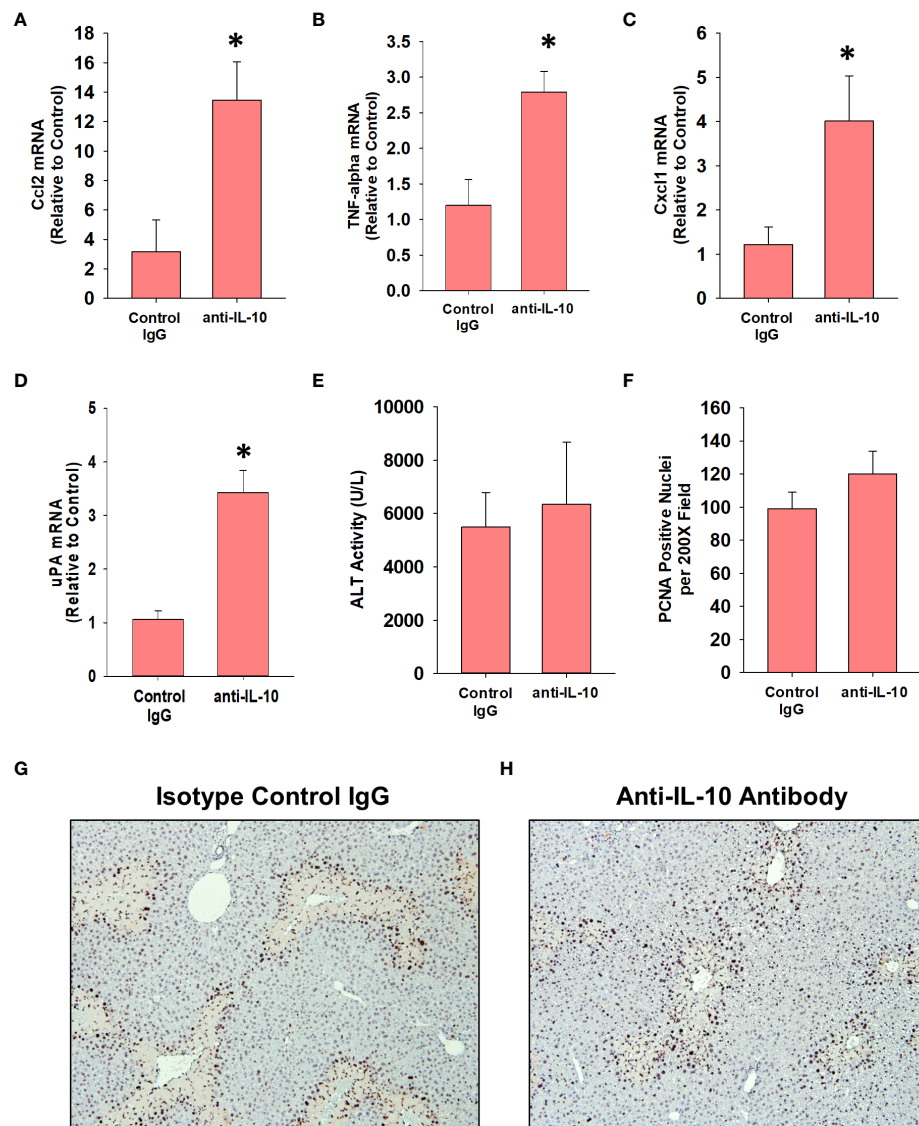 A
Ccl2 mRNA
(Relative to Control)
18
16
14
12
10
8
6
4
2
0
*
Control
IgG
anti-IL-10
B
TNF-alpha mRNA
(Relative to Control)
3.5
3.0
2.5
2.0
1.5
1.0
0.5
0.0
*
Control
IgG
anti-IL-10
C
Cxcl1 mRNA
(Relative to Control)
6
5
4
3
2
1
0
*
Control
IgG
anti-IL-10
D
uPA mRNA
(Relative to Control)
5
4
3
2
1
0
*
Control
IgG
anti-IL-10
E
ALT Activity (U/L)
10000
8000
6000
4000
2000
0
Control
IgG
anti-IL-10
F
PCNA Positive Nuclei
per 200X Field
160
140
120
100
80
60
40
20
0
Control
IgG
anti-IL-10
G
Isotype Control IgG
H
Anti-IL-10 Antibody